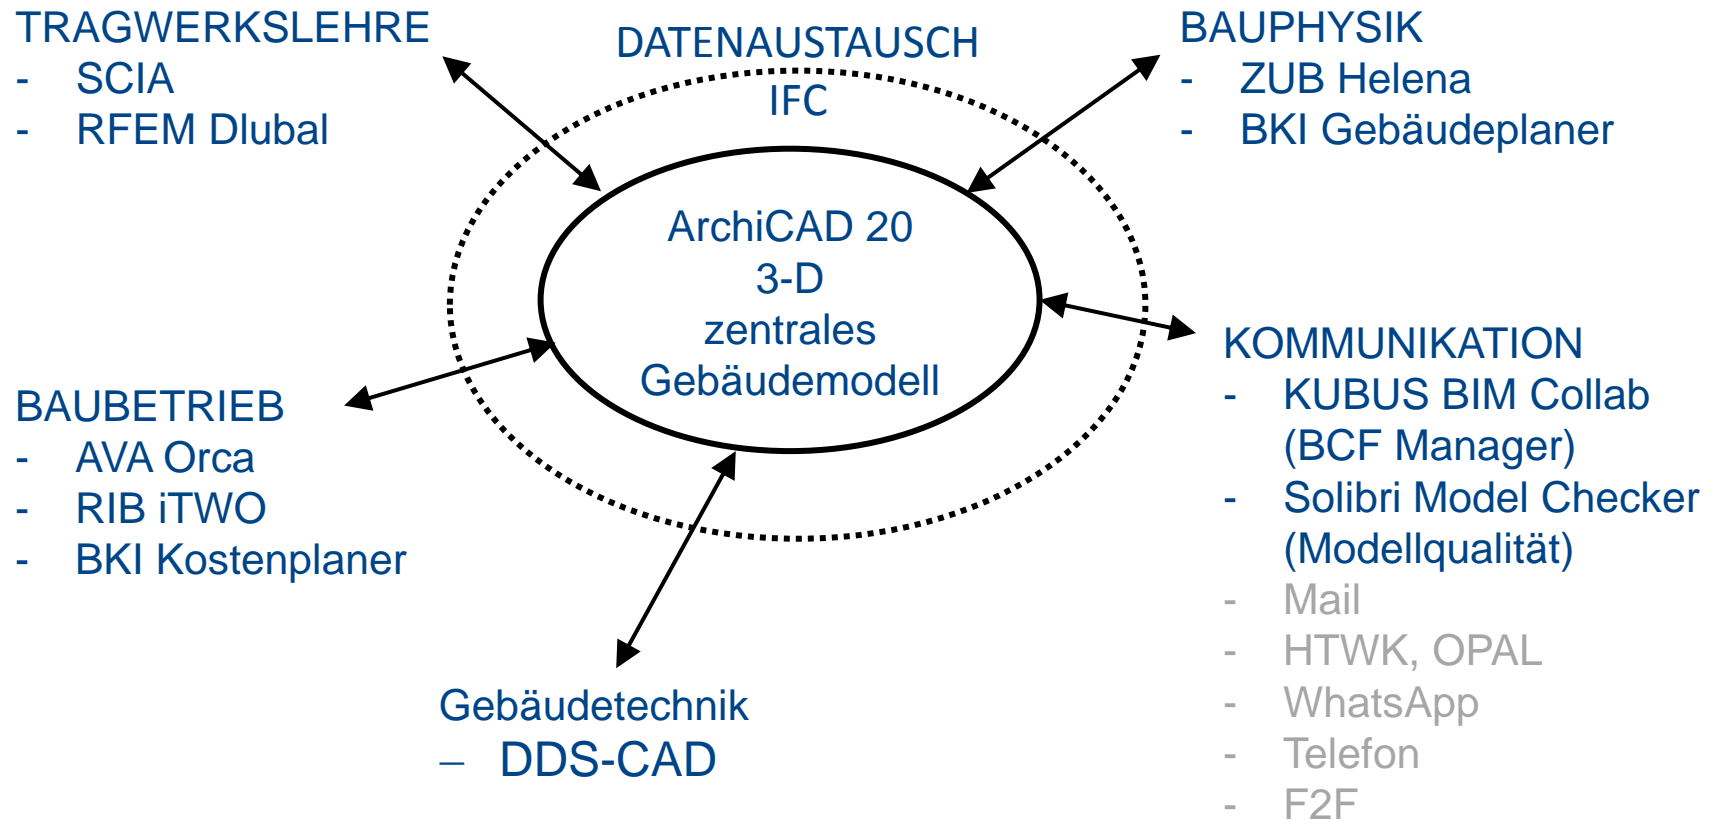 TRAGWERKSLEHRE
- SCIA
- RFEM Dlubal
DATENAUSTAUSCH
IFC
BAUPHYSIK
- ZUB Helena
- BKI Gebäudeplaner
ArchiCAD 20
3-D
zentrales
Gebäudemodell
BAUBETRIEB
- AVA Orca
- RIB iTWO
- BKI Kostenplaner
KOMMUNIKATION
- KUBUS BIM Collab
(BCF Manager)
- Solibri Model Checker
(Modellqualität)
- Mail
- HTWK, OPAL
- WhatsApp
- Telefon
- F2F
Gebäudetechnik
– DDS-CAD